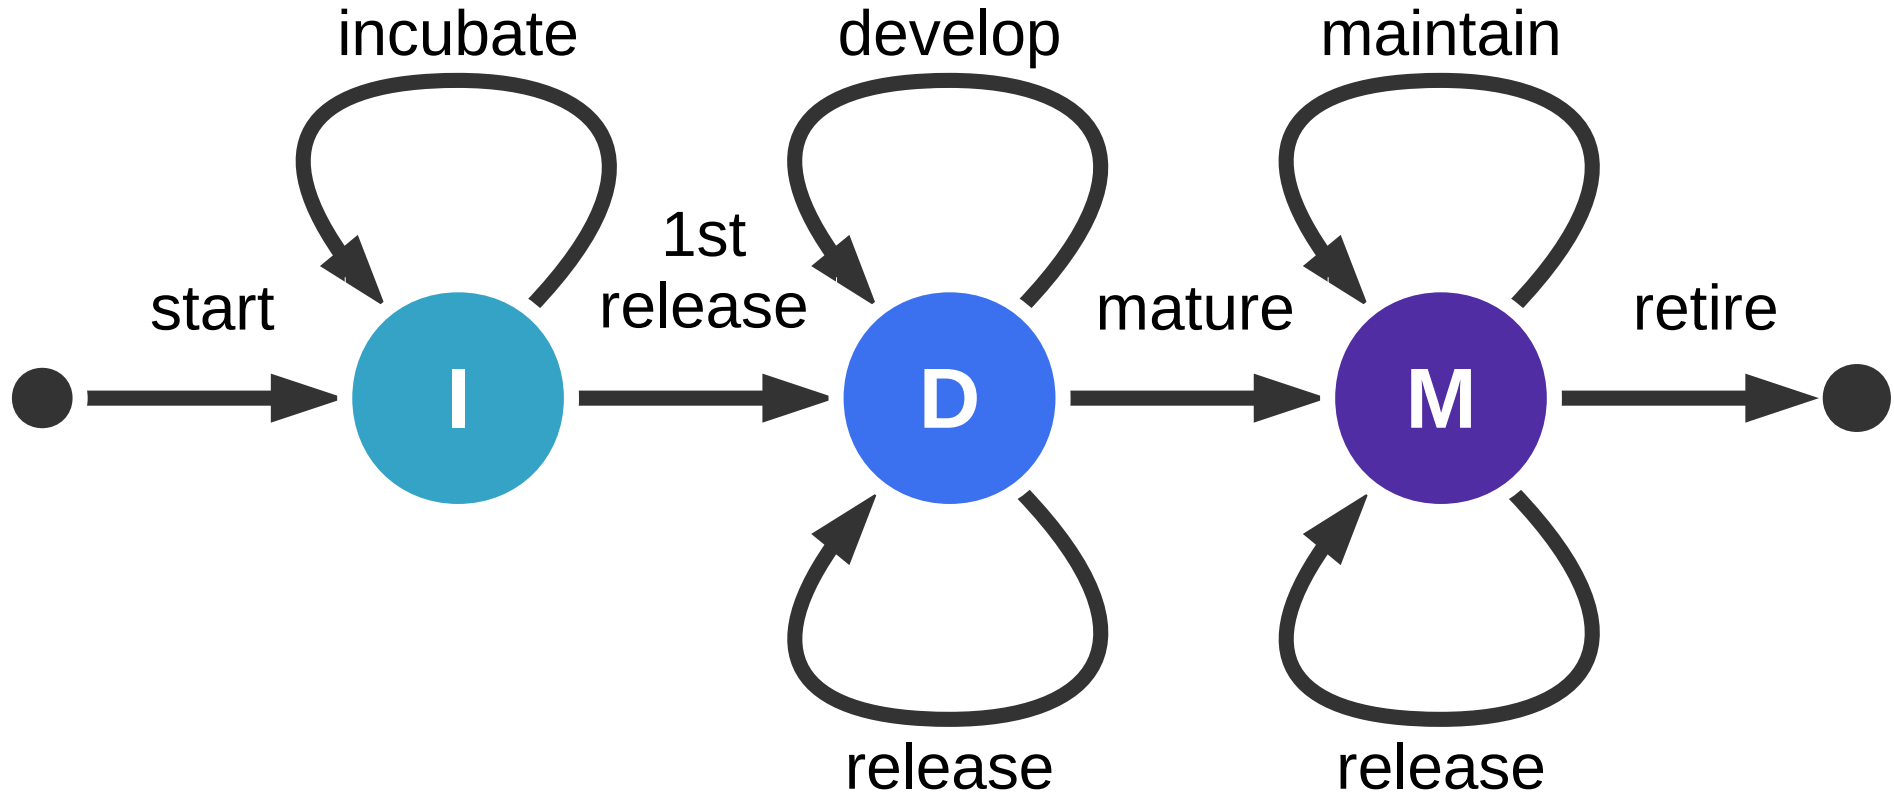 incubate
develop
maintain
start
1st
release
mature
retire
I
D
M
release
release